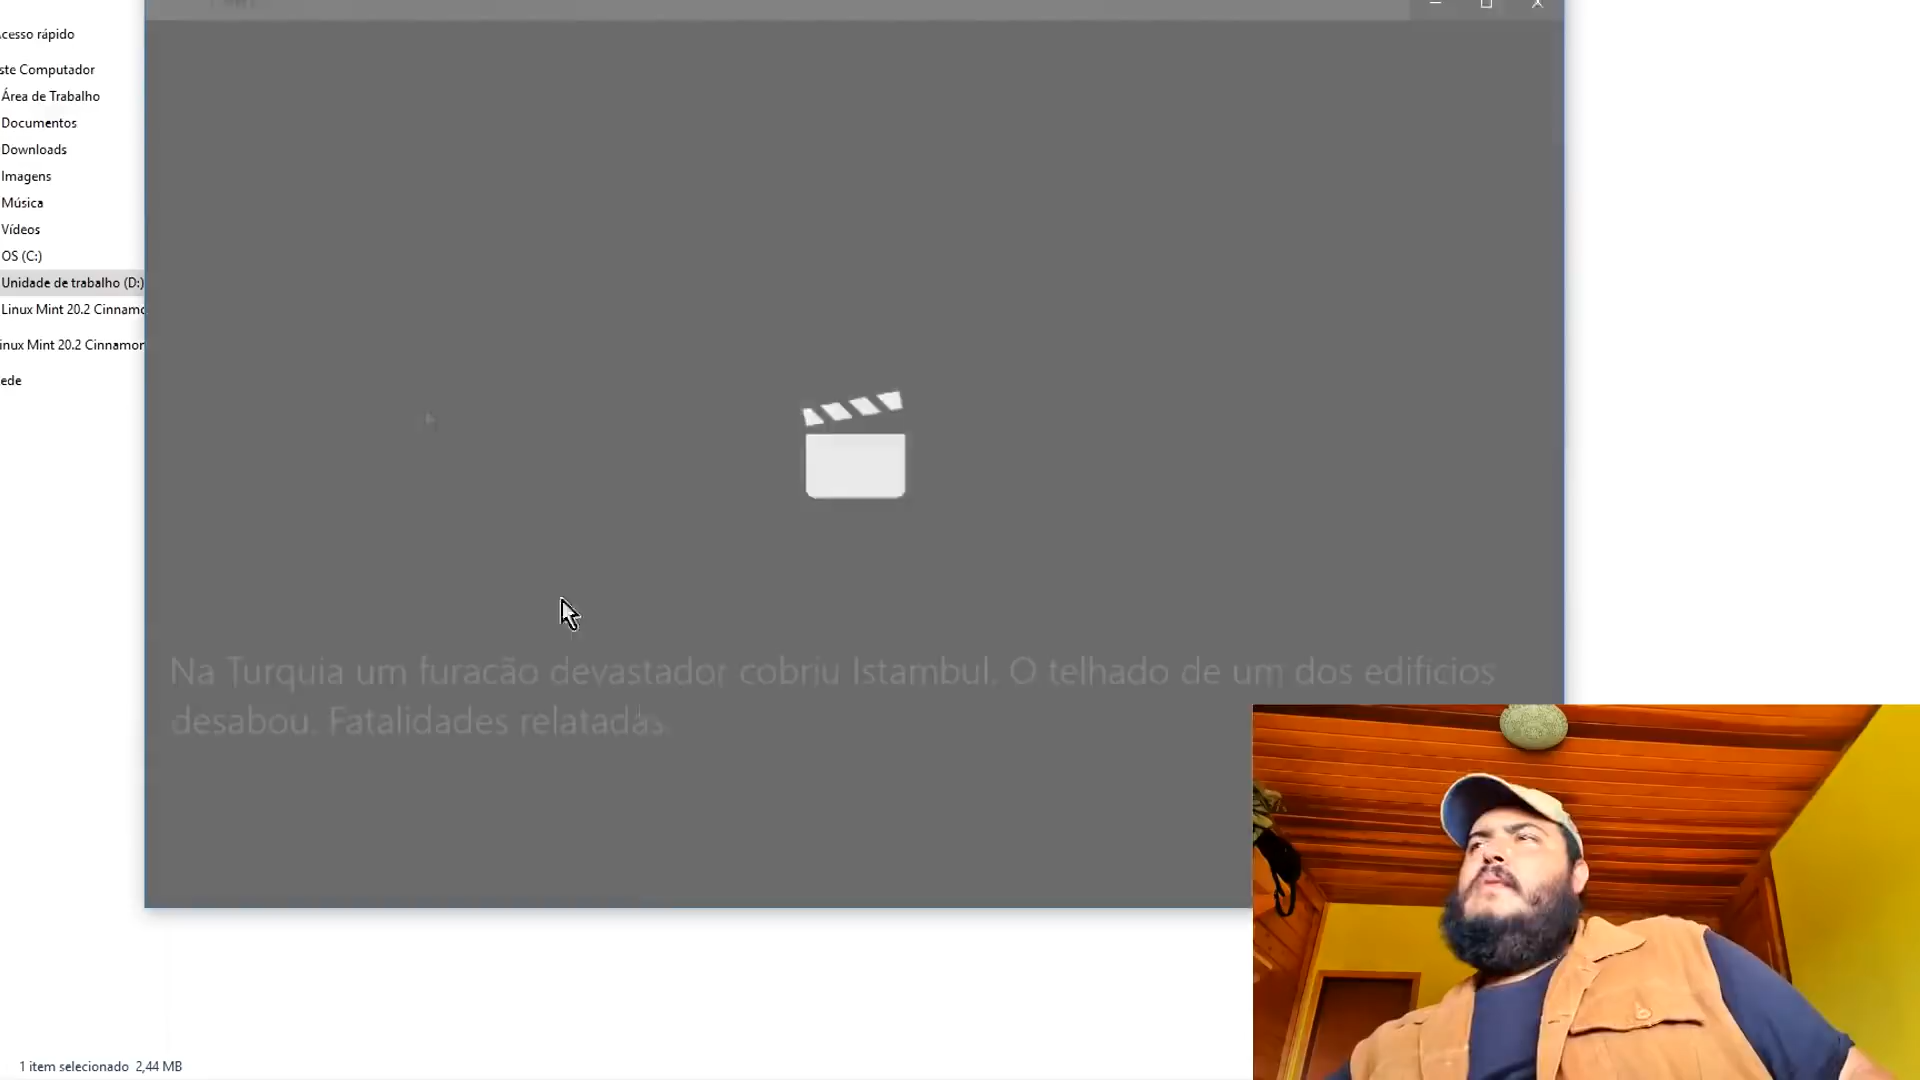 cesso rápido
ste Computador
Área de Trabalho
Documentos
Downloads
Imagens
Música
Vídeos
OS (C:)
Unidade de trabalho (D:)
Linux Mint 20.2 Cinnamo
inux Mint 20.2 Cinnamor
ede
Na Turquia um furacão devastador cobriu Istambul. O telhado de um dos edificios
desabou. Fatalidades relatadas.
1 item selecionado 2,44 MB